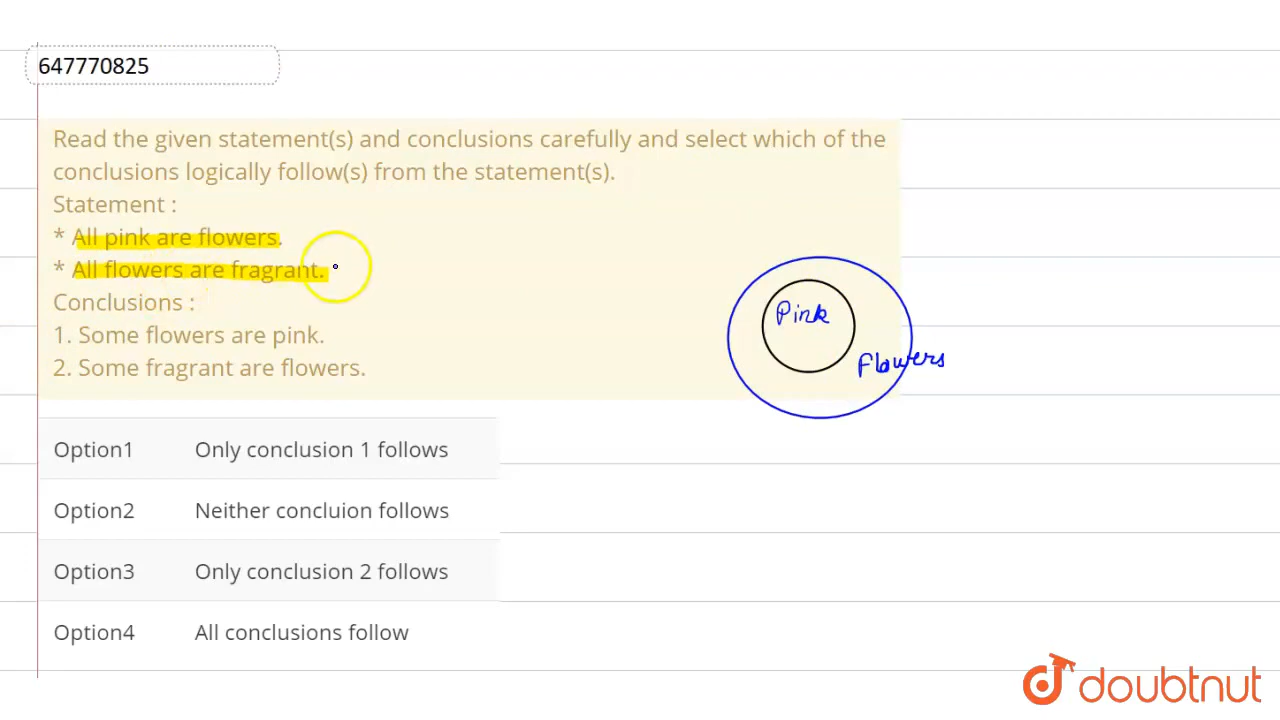 647770825
Read the given statement(s) and conclusions carefully and select which of the
conclusions logically follow(s) from the statement(s).
Statement :
* All pink are flowers.
* All flowers are fragrant.
Conclusions :
1. Some flowers are pink.
2. Some fragrant are flowers.
Pink
Flowers
Option1 Only conclusion 1 follows
Option2 Neither concluion follows
Option3 Only conclusion 2 follows
Option4 All conclusions follow
doubtnut